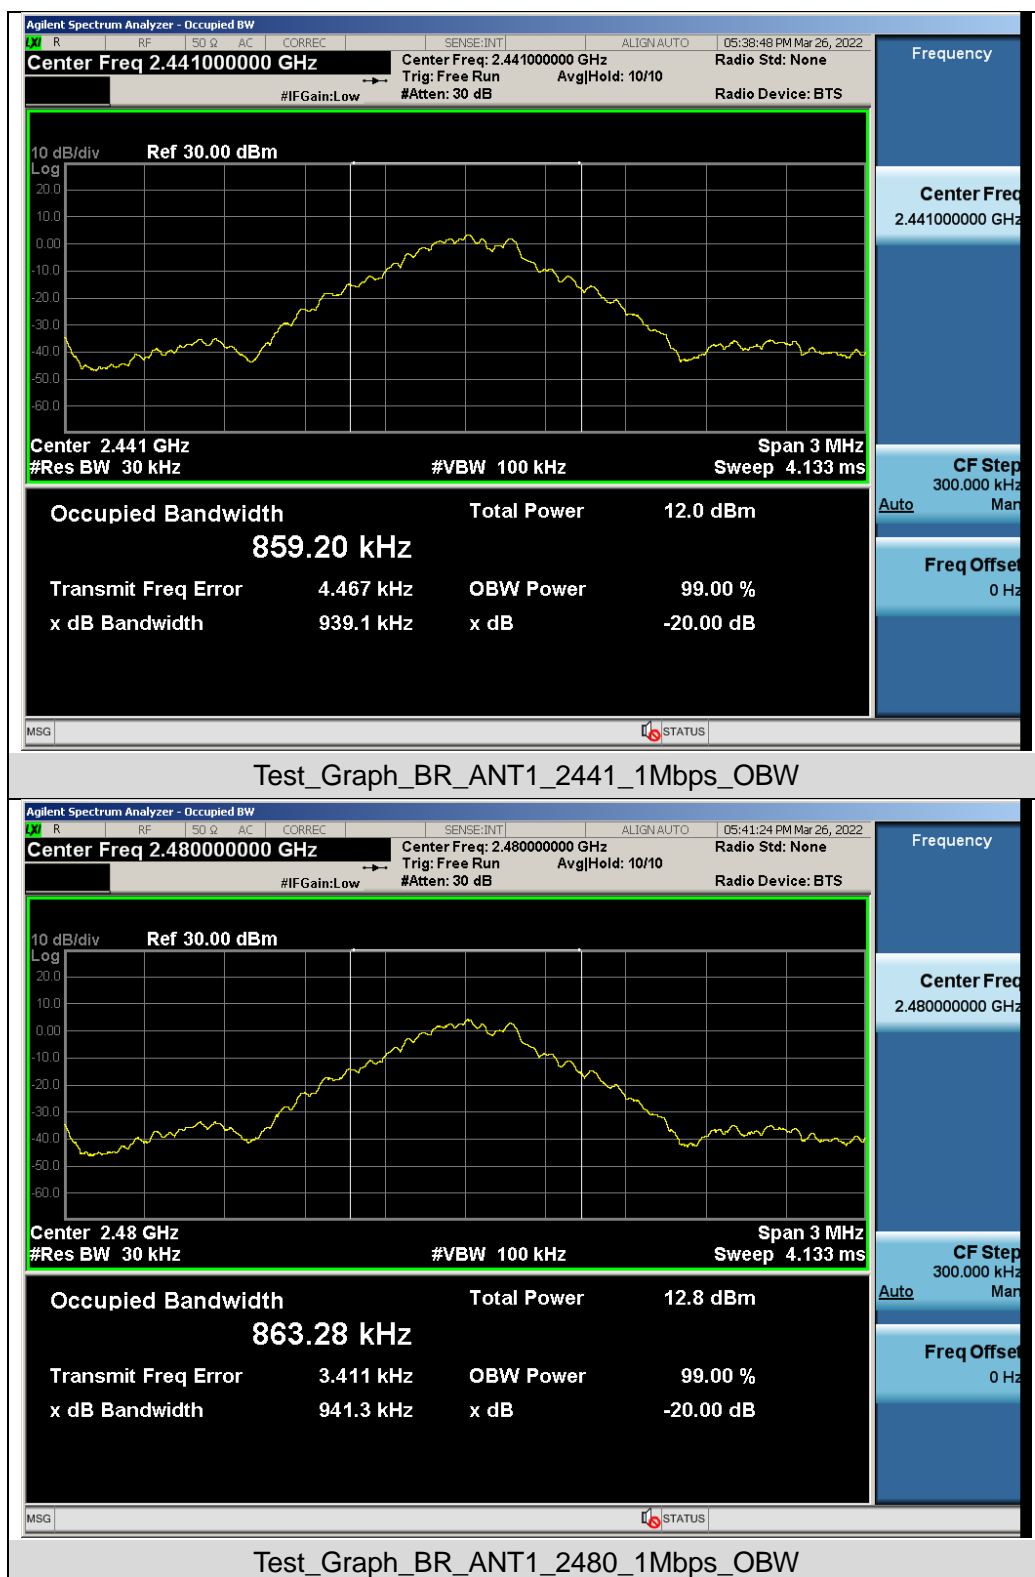 Agilent Spectrum Analyzer - Occupied BW
LXI R RF 50 Ω AC CORREC SENSE:INT ALIGN AUTO 05:38:48 PM Mar 26, 2022
Center Freq 2.441000000 GHz Center Freq: 2.441000000 GHz Radio Std: None
Trig: Free Run Avg|Hold: 10/10
#IFGain:Low #Atten: 30 dB Radio Device: BTS
Frequency
10 dB/div Ref 30.00 dBm
Log
20.0
10.0
0.00
-10.0
-20.0
-30.0
-40.0
-50.0
-60.0
Center 2.441 GHz Span 3 MHz
#Res BW 30 kHz #VBW 100 kHz Sweep 4.133 ms
Center Freq
2.441000000 GHz
CF Step
300.000 kHz
Auto Man
Freq Offset
0 Hz
Occupied Bandwidth Total Power 12.0 dBm
859.20 kHz
Transmit Freq Error 4.467 kHz OBW Power 99.00 %
x dB Bandwidth 939.1 kHz x dB -20.00 dB
MSG STATUS
Test_Graph_BR_ANT1_2441_1Mbps_OBW
Agilent Spectrum Analyzer - Occupied BW
LXI R RF 50 Ω AC CORREC SENSE:INT ALIGN AUTO 05:41:24 PM Mar 26, 2022
Center Freq 2.480000000 GHz Center Freq: 2.480000000 GHz Radio Std: None
Trig: Free Run Avg|Hold: 10/10
#IFGain:Low #Atten: 30 dB Radio Device: BTS
Frequency
10 dB/div Ref 30.00 dBm
Log
20.0
10.0
0.00
-10.0
-20.0
-30.0
-40.0
-50.0
-60.0
Center 2.48 GHz Span 3 MHz
#Res BW 30 kHz #VBW 100 kHz Sweep 4.133 ms
Center Freq
2.480000000 GHz
CF Step
300.000 kHz
Auto Man
Freq Offset
0 Hz
Occupied Bandwidth Total Power 12.8 dBm
863.28 kHz
Transmit Freq Error 3.411 kHz OBW Power 99.00 %
x dB Bandwidth 941.3 kHz x dB -20.00 dB
MSG STATUS
Test_Graph_BR_ANT1_2480_1Mbps_OBW